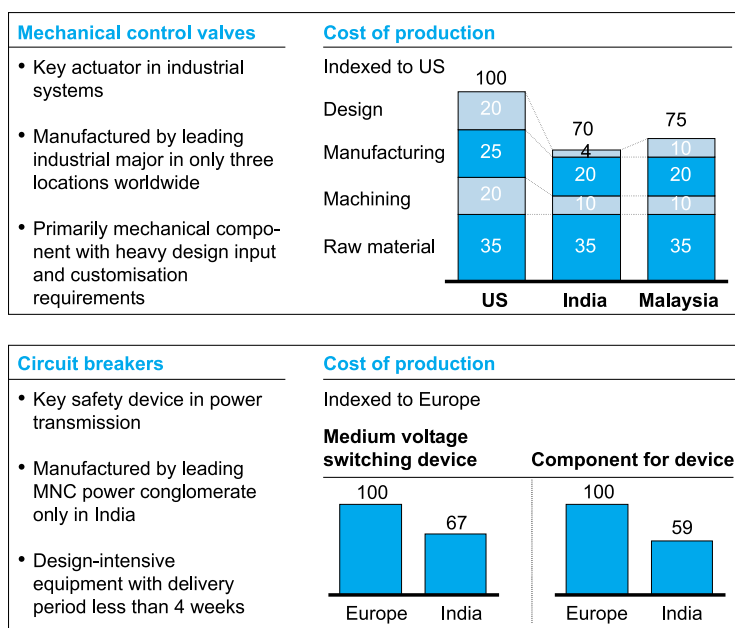 Mechanical control valves
• Key actuator in industrial
systems
• Manufactured by leading
industrial major in only three
locations worldwide
• Primarily mechanical compo-
nent with heavy design input
and customisation
requirements
Cost of production
Indexed to US
100
70
75
Design
20
4
10
Manufacturing
25
20
20
Machining
20
10
10
Raw material
35
35
35
US
India
Malaysia
Circuit breakers
• Key safety device in power
transmission
• Manufactured by leading
MNC power conglomerate
only in India
• Design-intensive
equipment with delivery
period less than 4 weeks
Cost of production
Indexed to Europe
Medium voltage
switching device
100
67
Europe
India
Component for device
100
59
Europe
India